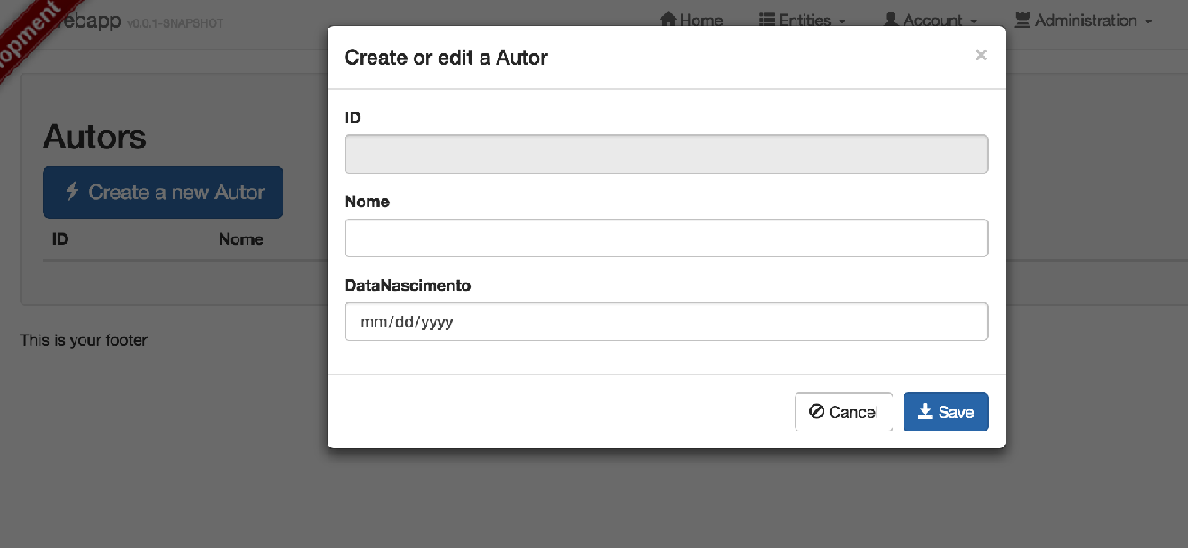 ebapp v0.0.1-SNAPSHOT
Home Entities Account Administration
opment
Create or edit a Autor ×
ID
Nome
DataNascimento
mm/dd/yyyy
Cancel Save
Autors
Create a new Autor
ID Nome
This is your footer